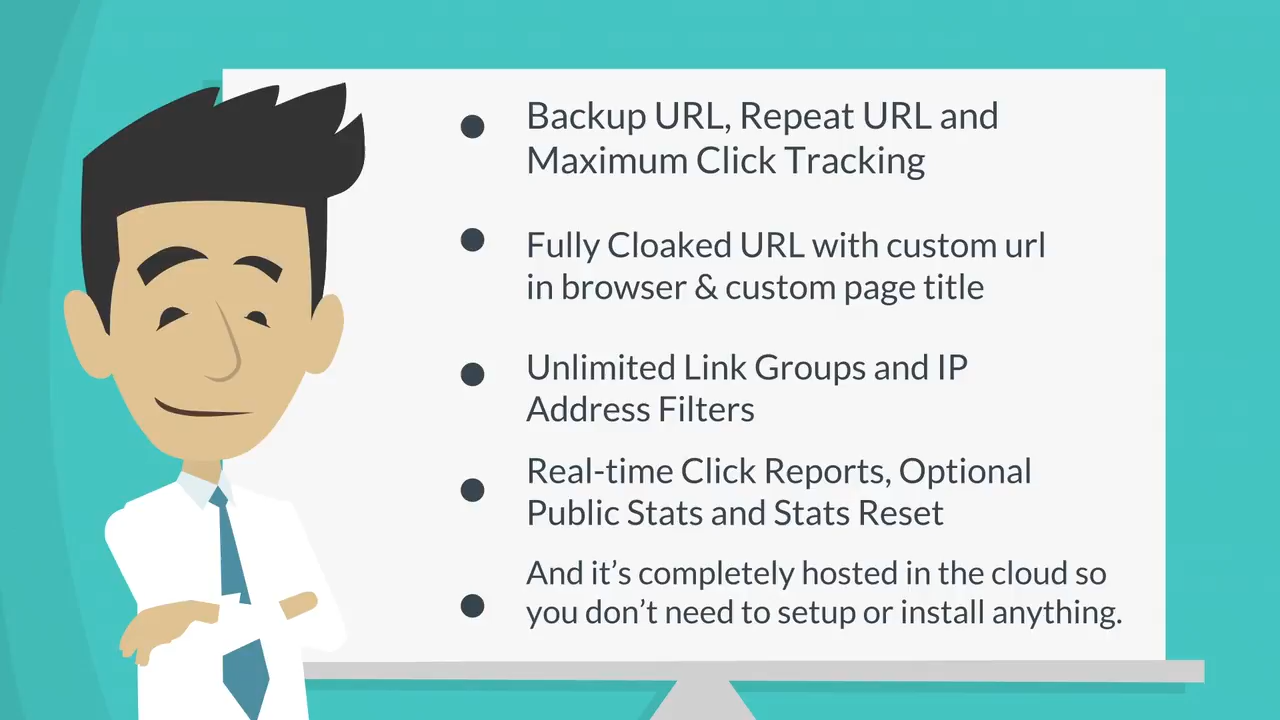 Backup URL, Repeat URL and
Maximum Click Tracking
Fully Cloaked URL with custom url
in browser & custom page title
Unlimited Link Groups and IP
Address Filters
Real-time Click Reports, Optional
Public Stats and Stats Reset
And it’s completely hosted in the cloud so
you don’t need to setup or install anything.